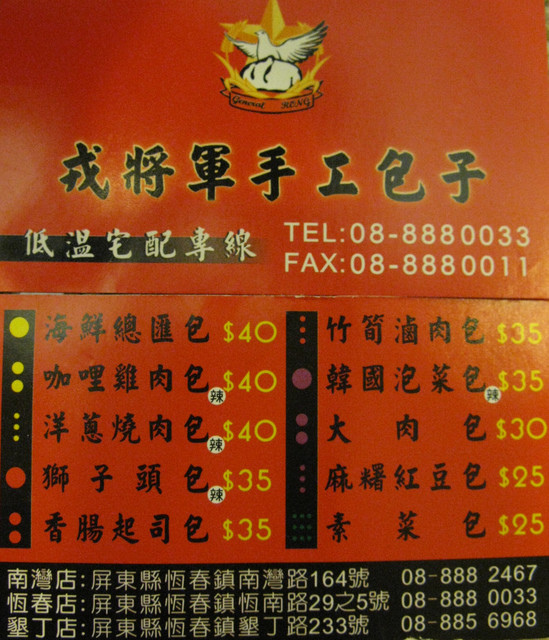 General HENG
戎將軍手工包子
低溫宅配專線
TEL:08-8880033
FAX:08-8880011
海鮮總匯包 $40
咖哩雞肉包 辣 $40
洋蔥燒肉包 辣 $40
獅子頭包 辣 $35
香腸起司包 $35
竹筍滷肉包 $35
韓國泡菜包 辣 $35
大肉包 $30
麻糬紅豆包 $25
素菜包 $25
南灣店:屏東縣恆春鎮南灣路164號 08-888 2467
恆春店:屏東縣恆春鎮恆南路29之5號 08-888 0033
墾丁店:屏東縣恆春鎮墾丁路233號 08-885 6968